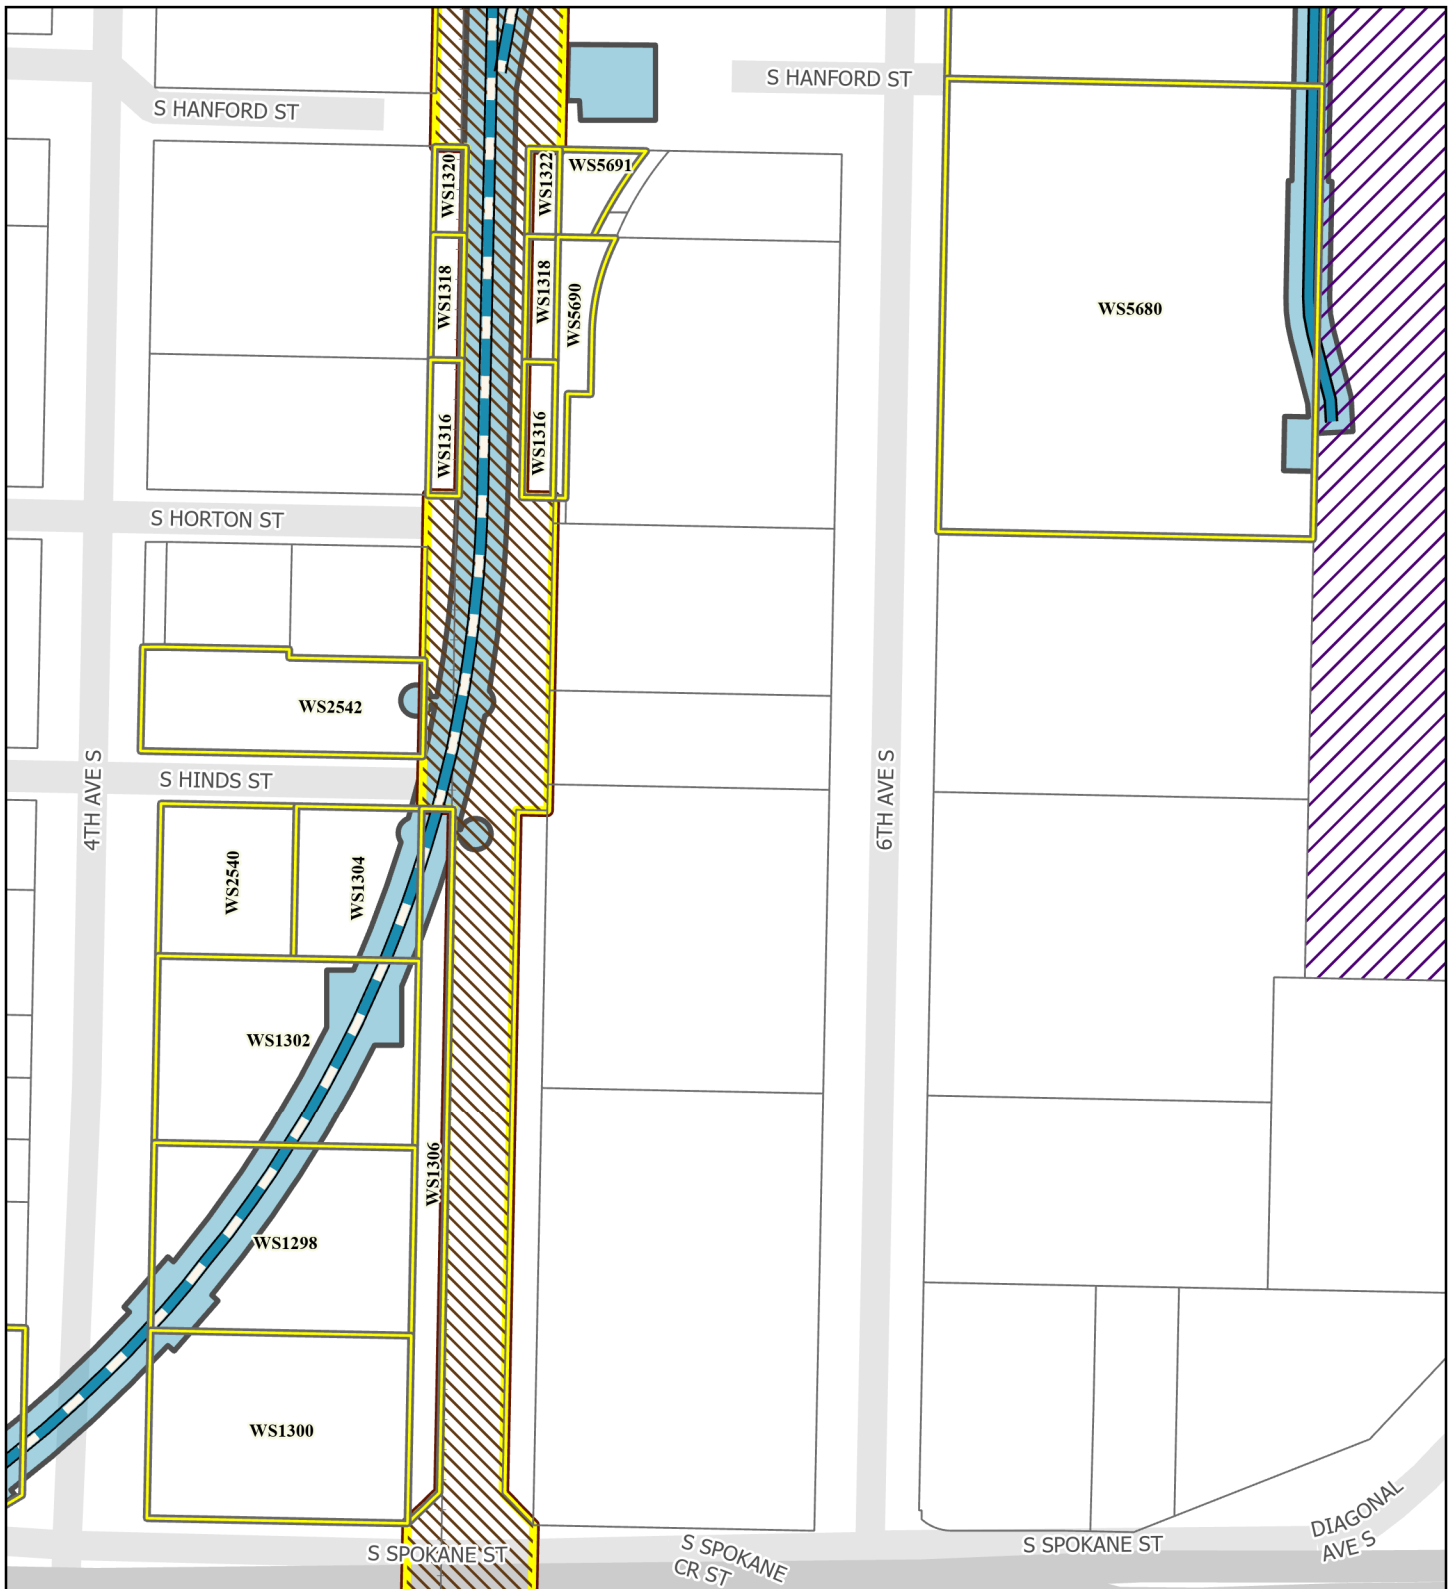 S HANFORD ST
S HANFORD ST
WS1320
WS1322
WS5691
WS1318
WS1318
WS5690
WS5680
WS1316
WS1316
S HORTON ST
WS2542
4TH AVE S
S HINDS ST
6TH AVE S
WS2540
WS1304
WS1302
WS1306
WS1298
WS1300
S SPOKANE ST
S SPOKANE
CR ST
S SPOKANE ST
DIAGONAL
AVE S